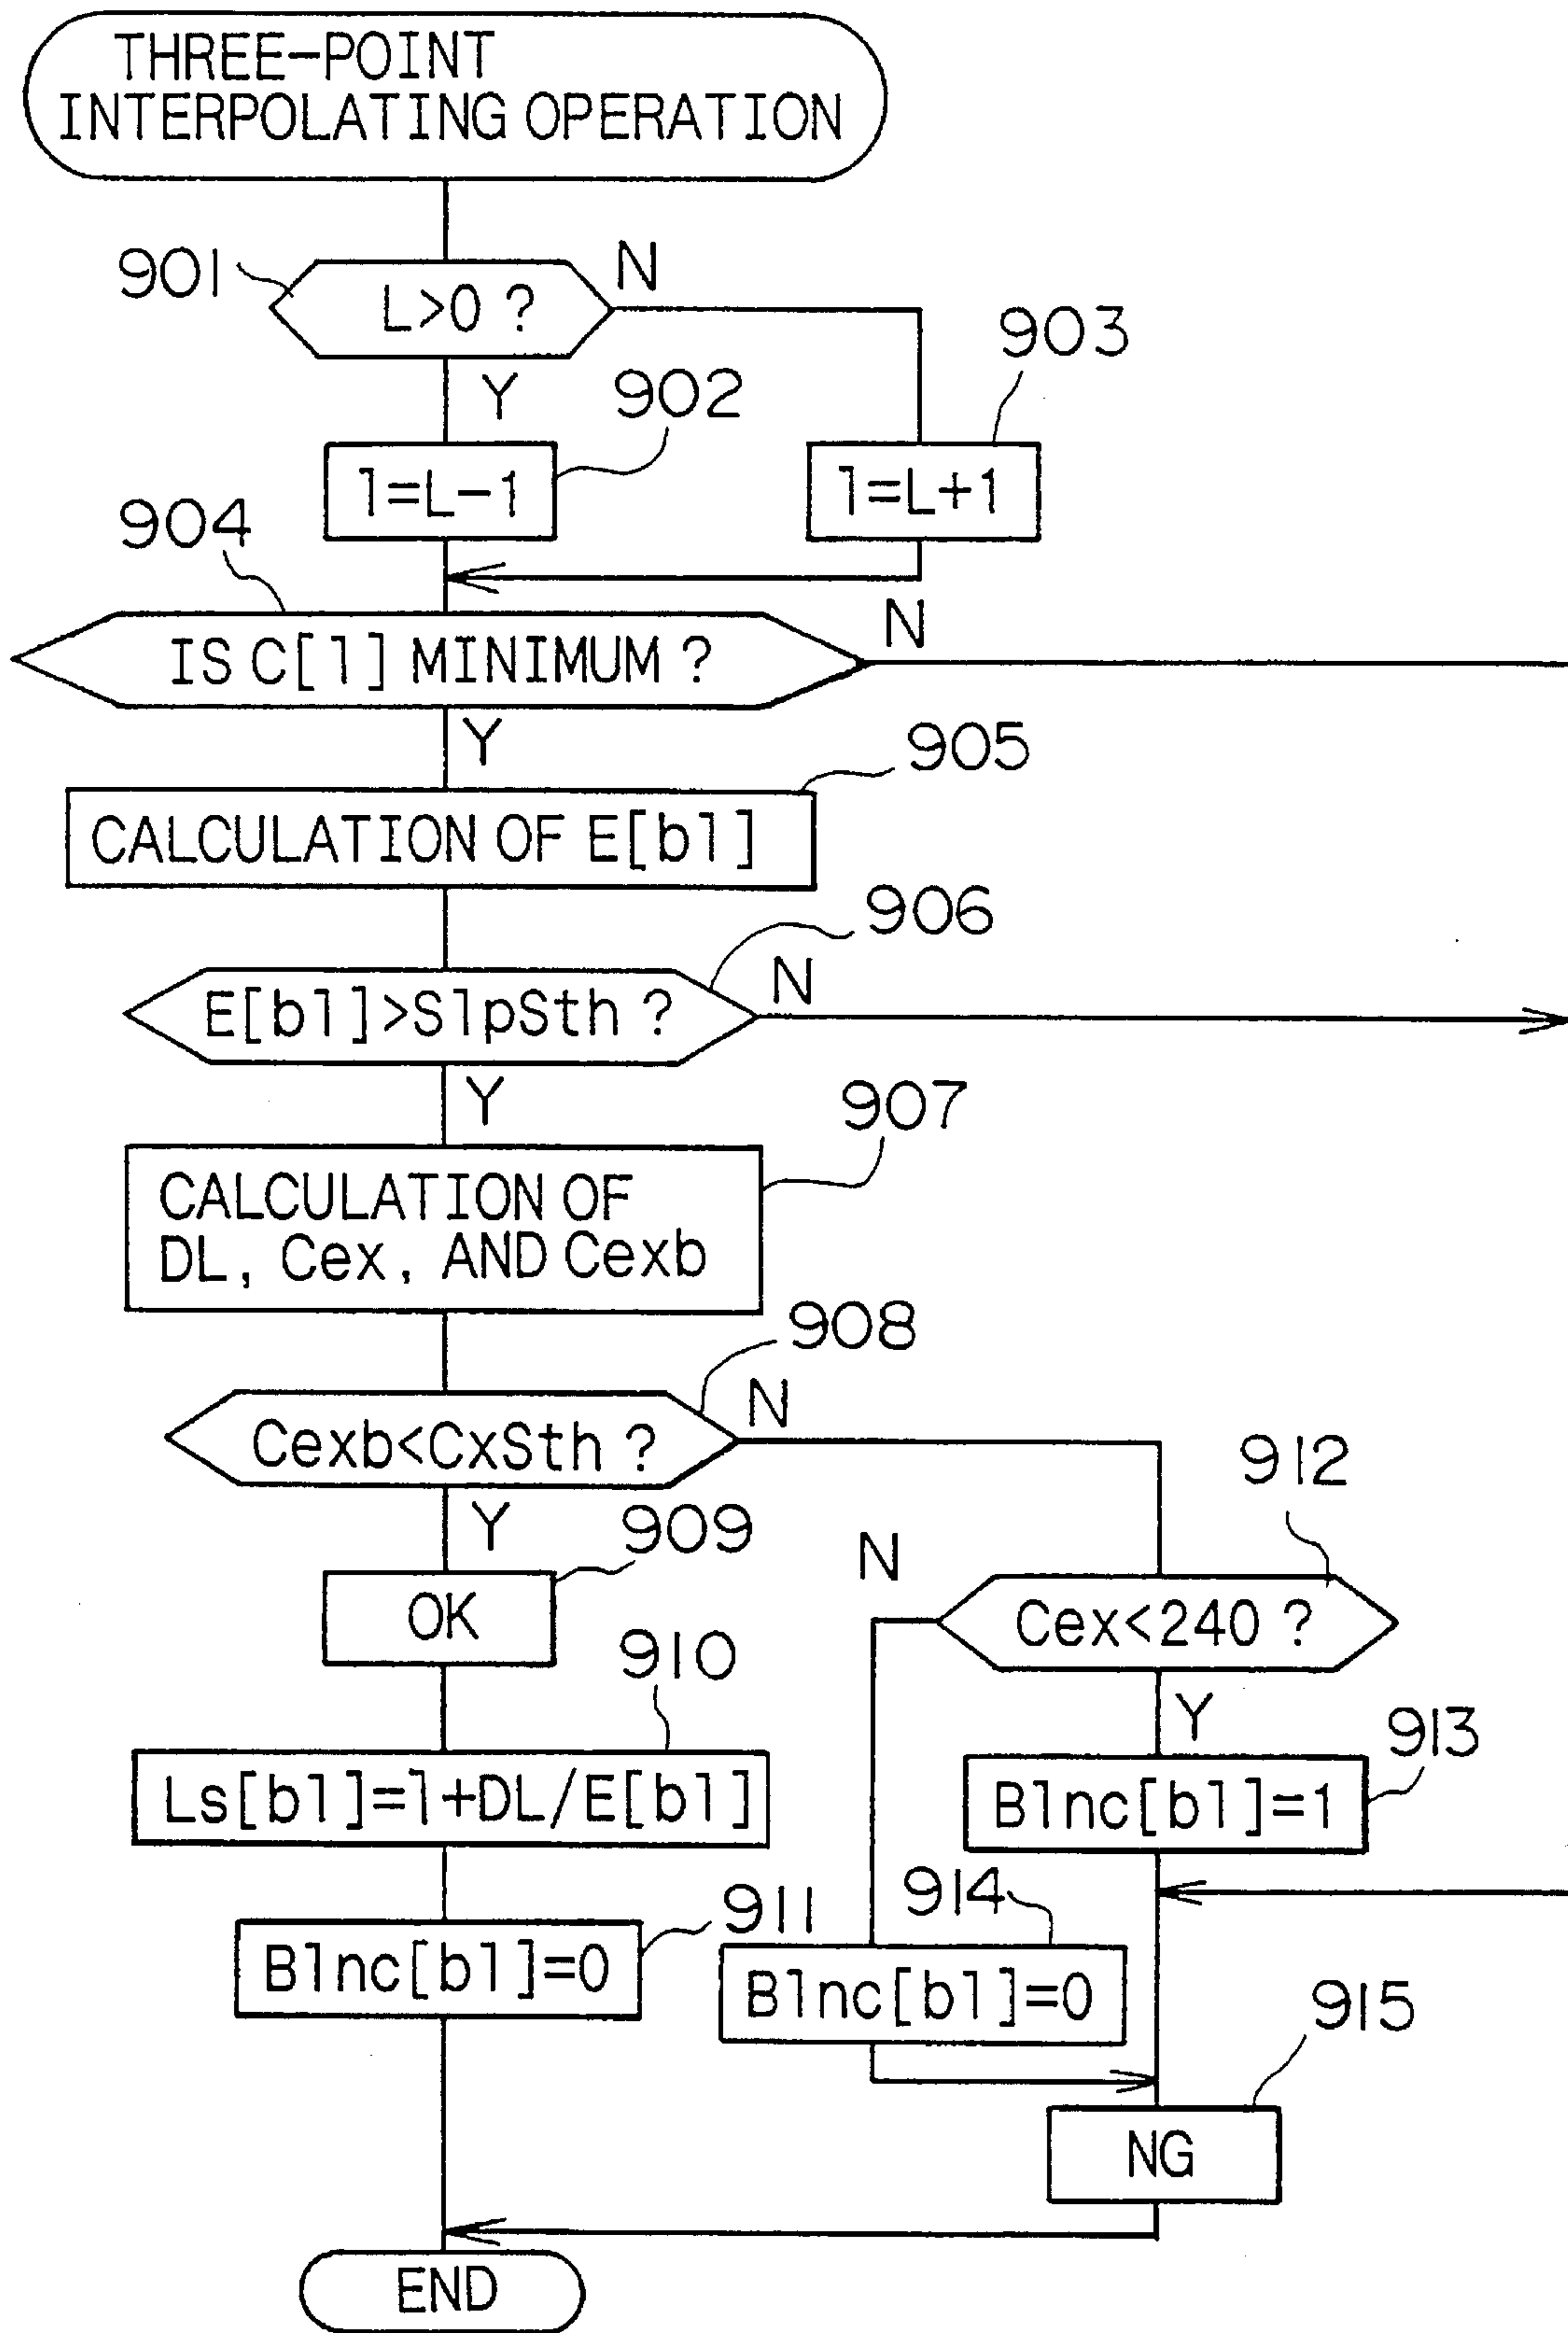 THREE-POINT
INTERPOLATING OPERATION
901
L>0 ?
N
903
Y
902
l=L-1
l=L+1
904
IS C[l] MINIMUM ?
N
Y
905
CALCULATION OF E[bl]
906
E[bl]>SlpSth ?
N
Y
907
CALCULATION OF
DL, Cex, AND Cexb
908
Cexb<CxSth ?
N
912
Y
909
N
OK
Cex<240 ?
910
Y
913
Ls[bl]=l+DL/E[bl]
Blnc[bl]=1
911
914
Blnc[bl]=0
Blnc[bl]=0
915
NG
END